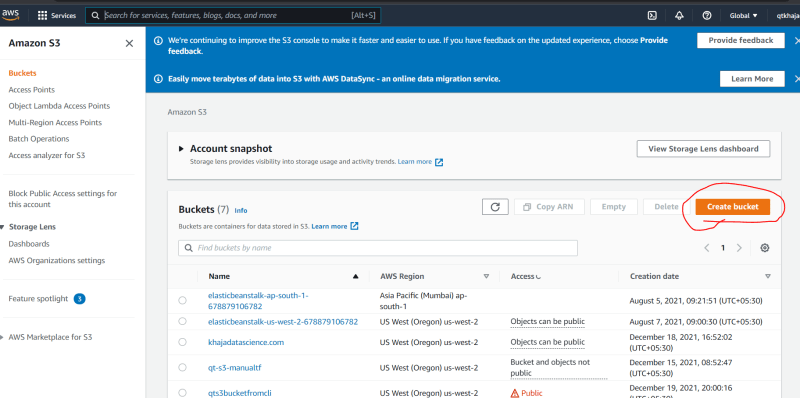 aws
Services
Search for services, features, blogs, docs, and more
[Alt+S]
Global
qtkhaja
Amazon S3
Buckets
Access Points
Object Lambda Access Points
Multi-Region Access Points
Batch Operations
Access analyzer for S3
Block Public Access settings for
this account
Storage Lens
Dashboards
AWS Organizations settings
Feature spotlight 3
AWS Marketplace for S3
We're continuing to improve the S3 console to make it faster and easier to use. If you have feedback on the updated experience, choose Provide
feedback.
Provide feedback
Easily move terabytes of data into S3 with AWS DataSync - an online data migration service.
Learn More
Amazon S3
Account snapshot
Storage lens provides visibility into storage usage and activity trends. Learn more
View Storage Lens dashboard
Buckets (7) Info
Buckets are containers for data stored in S3. Learn more
Copy ARN
Empty
Delete
Create bucket
Find buckets by name
1
Name AWS Region Access Creation date
elasticbeanstalk-ap-south-1-
678879106782
Asia Pacific (Mumbai) ap-
south-1
August 5, 2021, 09:21:51 (UTC+05:30)
elasticbeanstalk-us-west-2-678879106782
US West (Oregon) us-west-2
Objects can be public
August 7, 2021, 09:00:30 (UTC+05:30)
khajadatascience.com
US West (Oregon) us-west-2
Objects can be public
December 18, 2021, 16:52:02
(UTC+05:30)
qt-s3-manualtf
US West (Oregon) us-west-2
Bucket and objects not
public
December 15, 2021, 08:52:47
(UTC+05:30)
qts3bucketfromcli
US West (Oregon) us-west-2
Public
December 19, 2021, 20:00:16
(UTC+05:30)